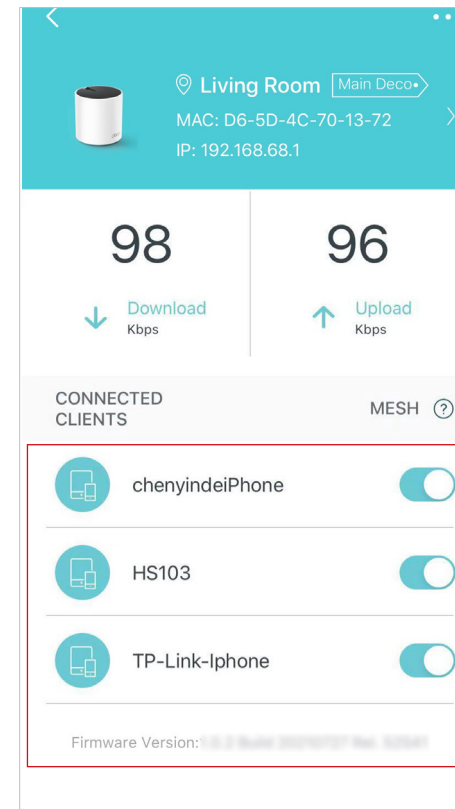 Living Room Main Deco
MAC: D6-5D-4C-70-13-72
IP: 192.168.68.1
98 96
Download Upload
Kbps Kbps
CONNECTED
CLIENTS
MESH ?
chenyindeiPhone
HS103
TP-Link-Iphone
Firmware Version: